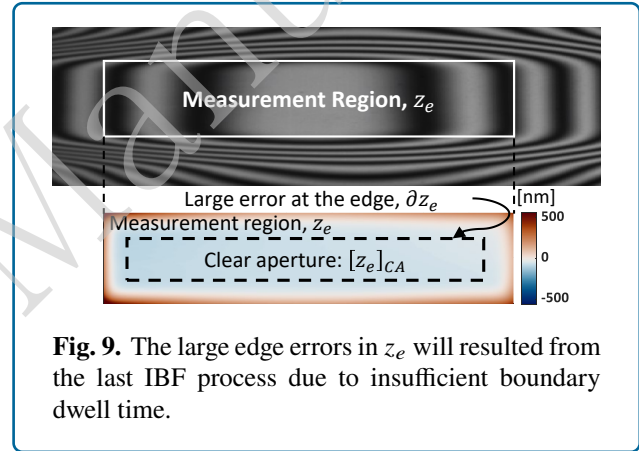 Manu
Measurement Region, z_e
Large error at the edge, ∂z_e
[nm]
Measurement region, z_e
500
Clear aperture: [z_e]_CA
0
-500
Fig. 9. The large edge errors in z_e will resulted from
the last IBF process due to insufficient boundary
dwell time.